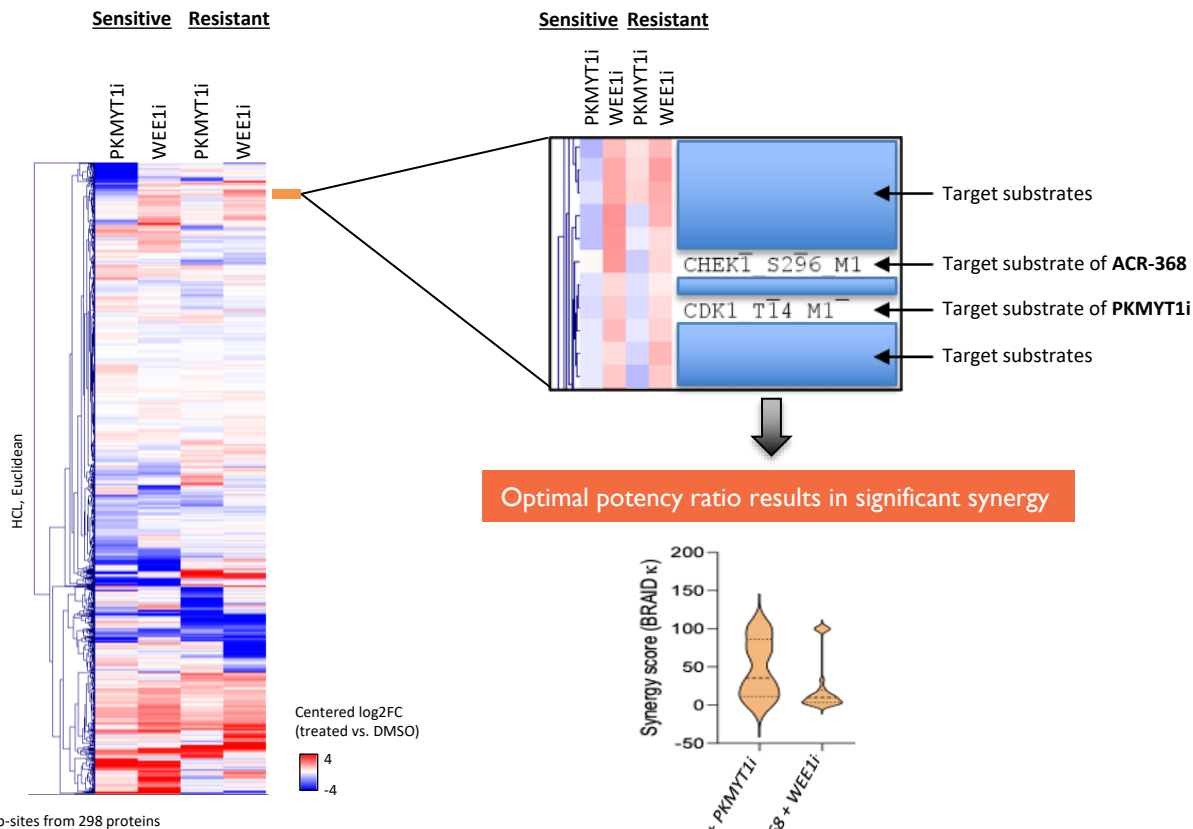 Sensitive Resistant
PKMYT1i
WEE1i
PKMYT1i
WEE1i
HCL, Euclidean
Centered log2FC
(treated vs. DMSO)
4
-4
-sites from 298 proteins
Sensitive Resistant
PKMYT1i
WEE1i
PKMYT1i
WEE1i
Target substrates
CHEK1_S296_M1
Target substrate of ACR-368
CDK1 T14 M1
Target substrate of PKMYT1i
Target substrates
Optimal potency ratio results in significant synergy
Synergy score (BRAID κ)
200
150
100
50
0
-50
+ PKMYT1i
68 + WEE1i